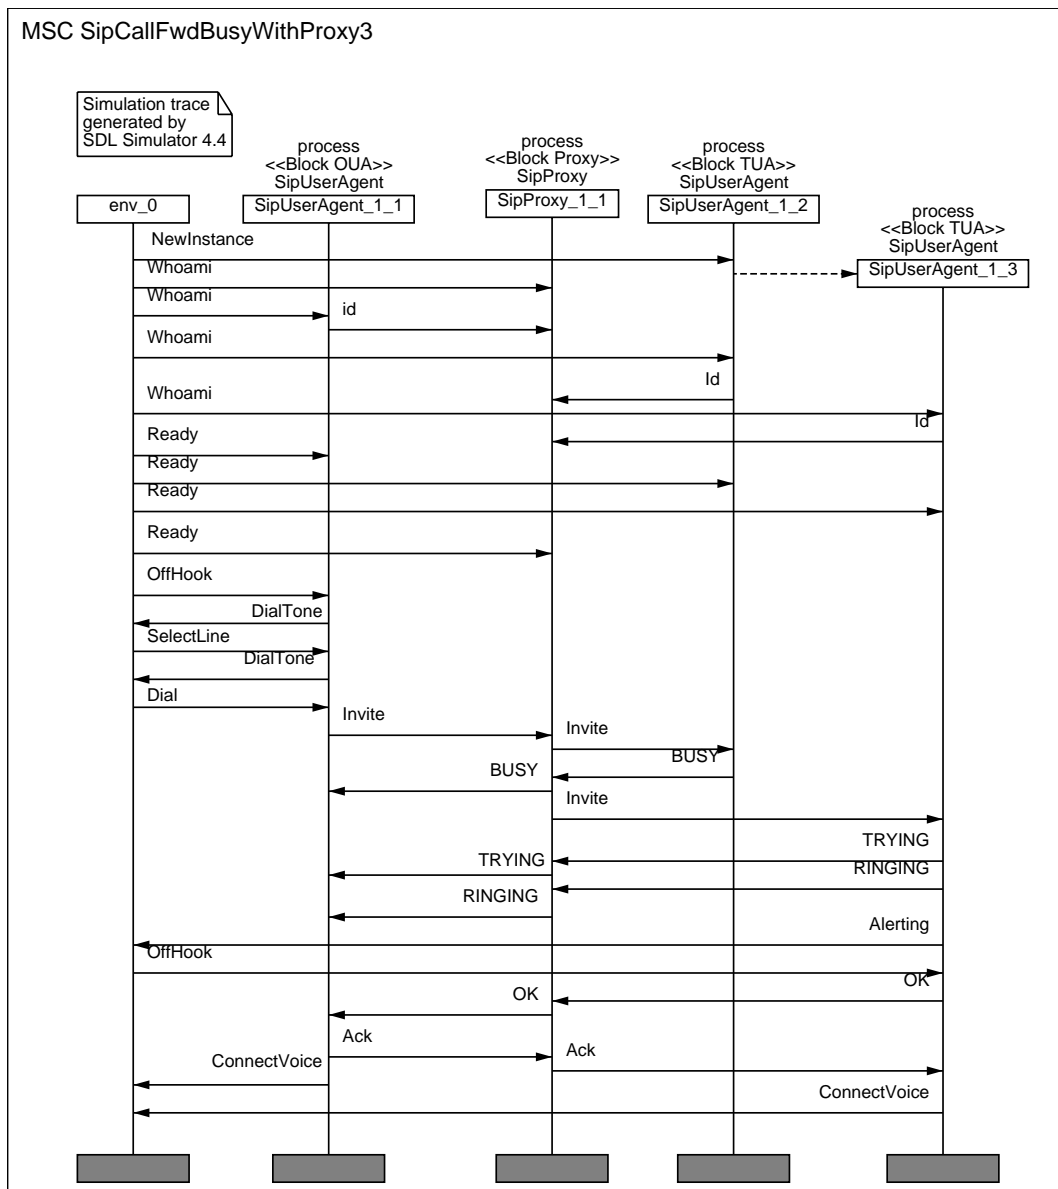 MSC SipCallFwdBusyWithProxy3
Simulation trace
generated by
SDL Simulator 4.4
process
<<Block OUA>>
SipUserAgent
SipUserAgent_1_1
process
<<Block Proxy>>
SipProxy
SipProxy_1_1
process
<<Block TUA>>
SipUserAgent
SipUserAgent_1_2
process
<<Block TUA>>
SipUserAgent
SipUserAgent_1_3
env_0
NewInstance
Whoami
Whoami
id
Whoami
Id
Whoami
Id
Ready
Ready
Ready
Ready
OffHook
DialTone
SelectLine
DialTone
Dial
Invite
Invite
BUSY
BUSY
Invite
TRYING
TRYING
RINGING
RINGING
Alerting
OffHook
OK
OK
Ack
Ack
ConnectVoice
ConnectVoice